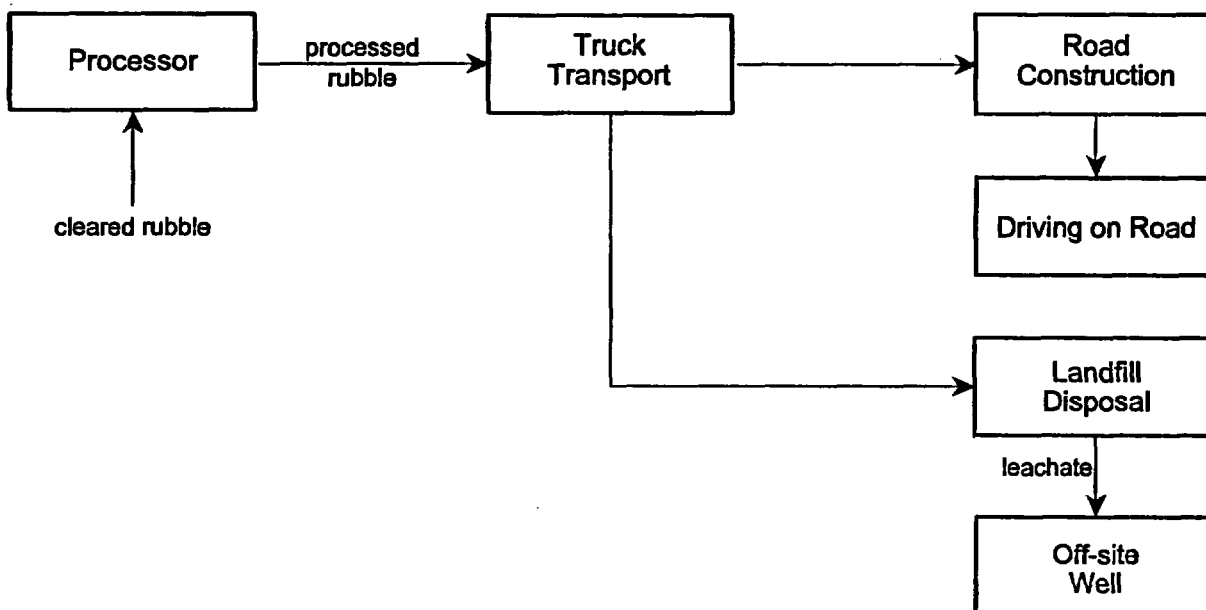 Processor
processed
rubble
Truck
Transport
Road
Construction
cleared rubble
Driving on Road
Landfill
Disposal
leachate
Off-site
Well